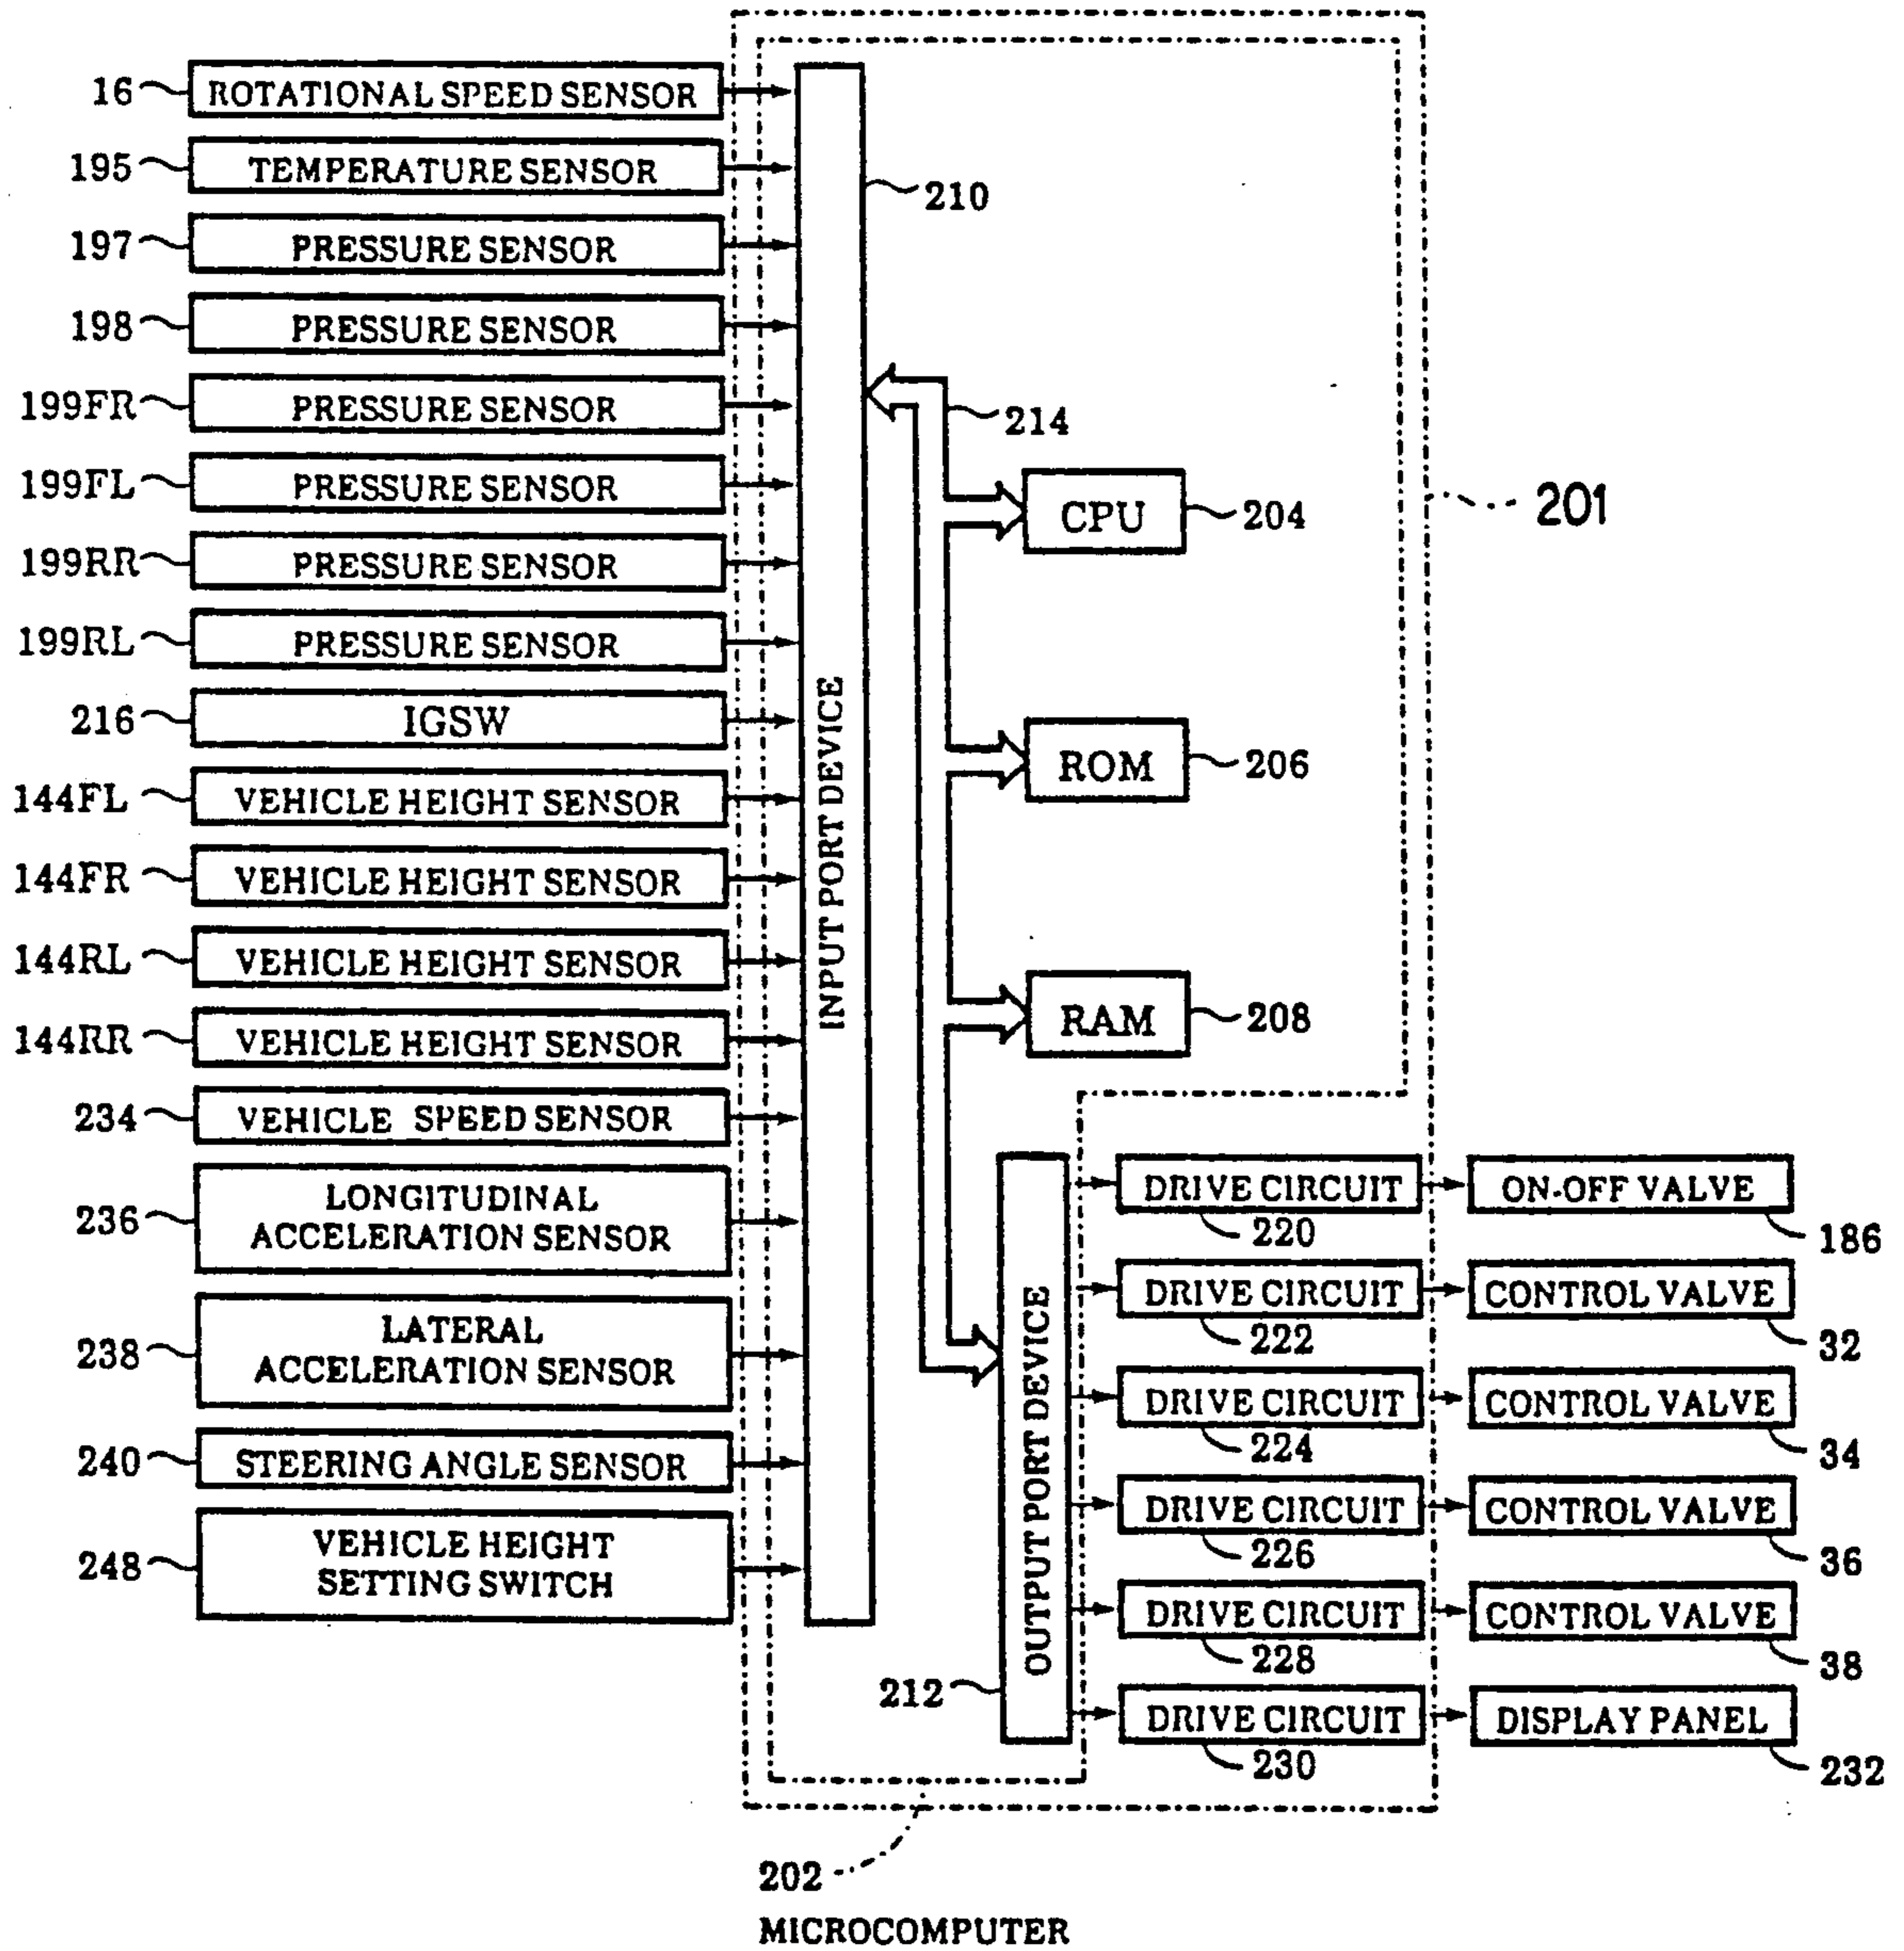 16 ROTATIONAL SPEED SENSOR
195 TEMPERATURE SENSOR
197 PRESSURE SENSOR
198 PRESSURE SENSOR
199FR PRESSURE SENSOR
199FL PRESSURE SENSOR
199RR PRESSURE SENSOR
199RL PRESSURE SENSOR
216 IGSW
144FL VEHICLE HEIGHT SENSOR
144FR VEHICLE HEIGHT SENSOR
144RL VEHICLE HEIGHT SENSOR
144RR VEHICLE HEIGHT SENSOR
234 VEHICLE SPEED SENSOR
236 LONGITUDINAL
ACCELERATION SENSOR
238 LATERAL
ACCELERATION SENSOR
240 STEERING ANGLE SENSOR
248 VEHICLE HEIGHT
SETTING SWITCH
INPUT PORT DEVICE
210
214
CPU 204
201
ROM 206
RAM 208
OUTPUT PORT DEVICE
212
DRIVE CIRCUIT ON-OFF VALVE
220 186
DRIVE CIRCUIT CONTROL VALVE
222 32
DRIVE CIRCUIT CONTROL VALVE
224 34
DRIVE CIRCUIT CONTROL VALVE
226 36
DRIVE CIRCUIT CONTROL VALVE
228 38
DRIVE CIRCUIT DISPLAY PANEL
230 232
202
MICROCOMPUTER